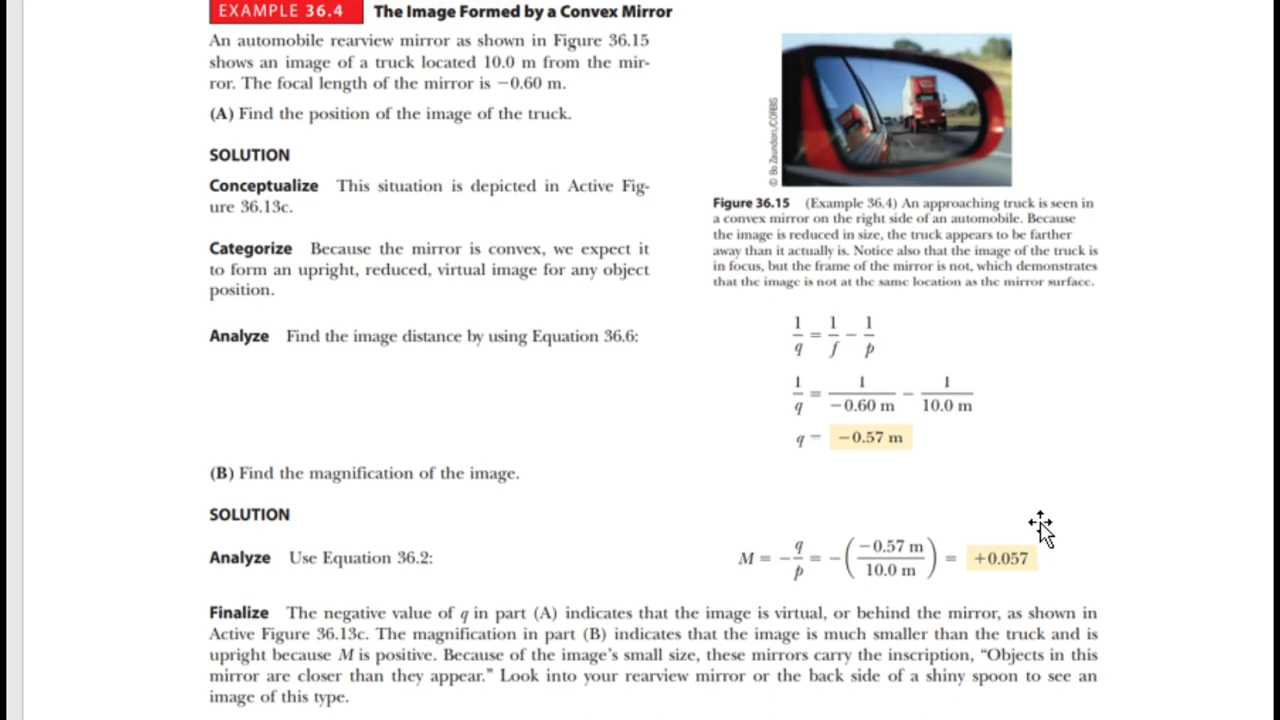 EXAMPLE 36.4 The Image Formed by a Convex Mirror
An automobile rearview mirror as shown in Figure 36.15
shows an image of a truck located 10.0 m from the mir-
ror. The focal length of the mirror is −0.60 m.
(A) Find the position of the image of the truck.
SOLUTION
Conceptualize This situation is depicted in Active Fig-
ure 36.13c.
Categorize Because the mirror is convex, we expect it
to form an upright, reduced, virtual image for any object
position.
© Bo Zaunders/CORBIS
Figure 36.15 (Example 36.4) An approaching truck is seen in
a convex mirror on the right side of an automobile. Because
the image is reduced in size, the truck appears to be farther
away than it actually is. Notice also that the image of the truck is
in focus, but the frame of the mirror is not, which demonstrates
that the image is not at the same location as the mirror surface.
Analyze Find the image distance by using Equation 36.6:
1/q = 1/f − 1/p
1/q = 1/−0.60 m − 1/10.0 m
q = −0.57 m
(B) Find the magnification of the image.
SOLUTION
Analyze Use Equation 36.2:
M = −q/p = −(−0.57 m/10.0 m) = +0.057
Finalize The negative value of q in part (A) indicates that the image is virtual, or behind the mirror, as shown in
Active Figure 36.13c. The magnification in part (B) indicates that the image is much smaller than the truck and is
upright because M is positive. Because of the image's small size, these mirrors carry the inscription, “Objects in this
mirror are closer than they appear.” Look into your rearview mirror or the back side of a shiny spoon to see an
image of this type.